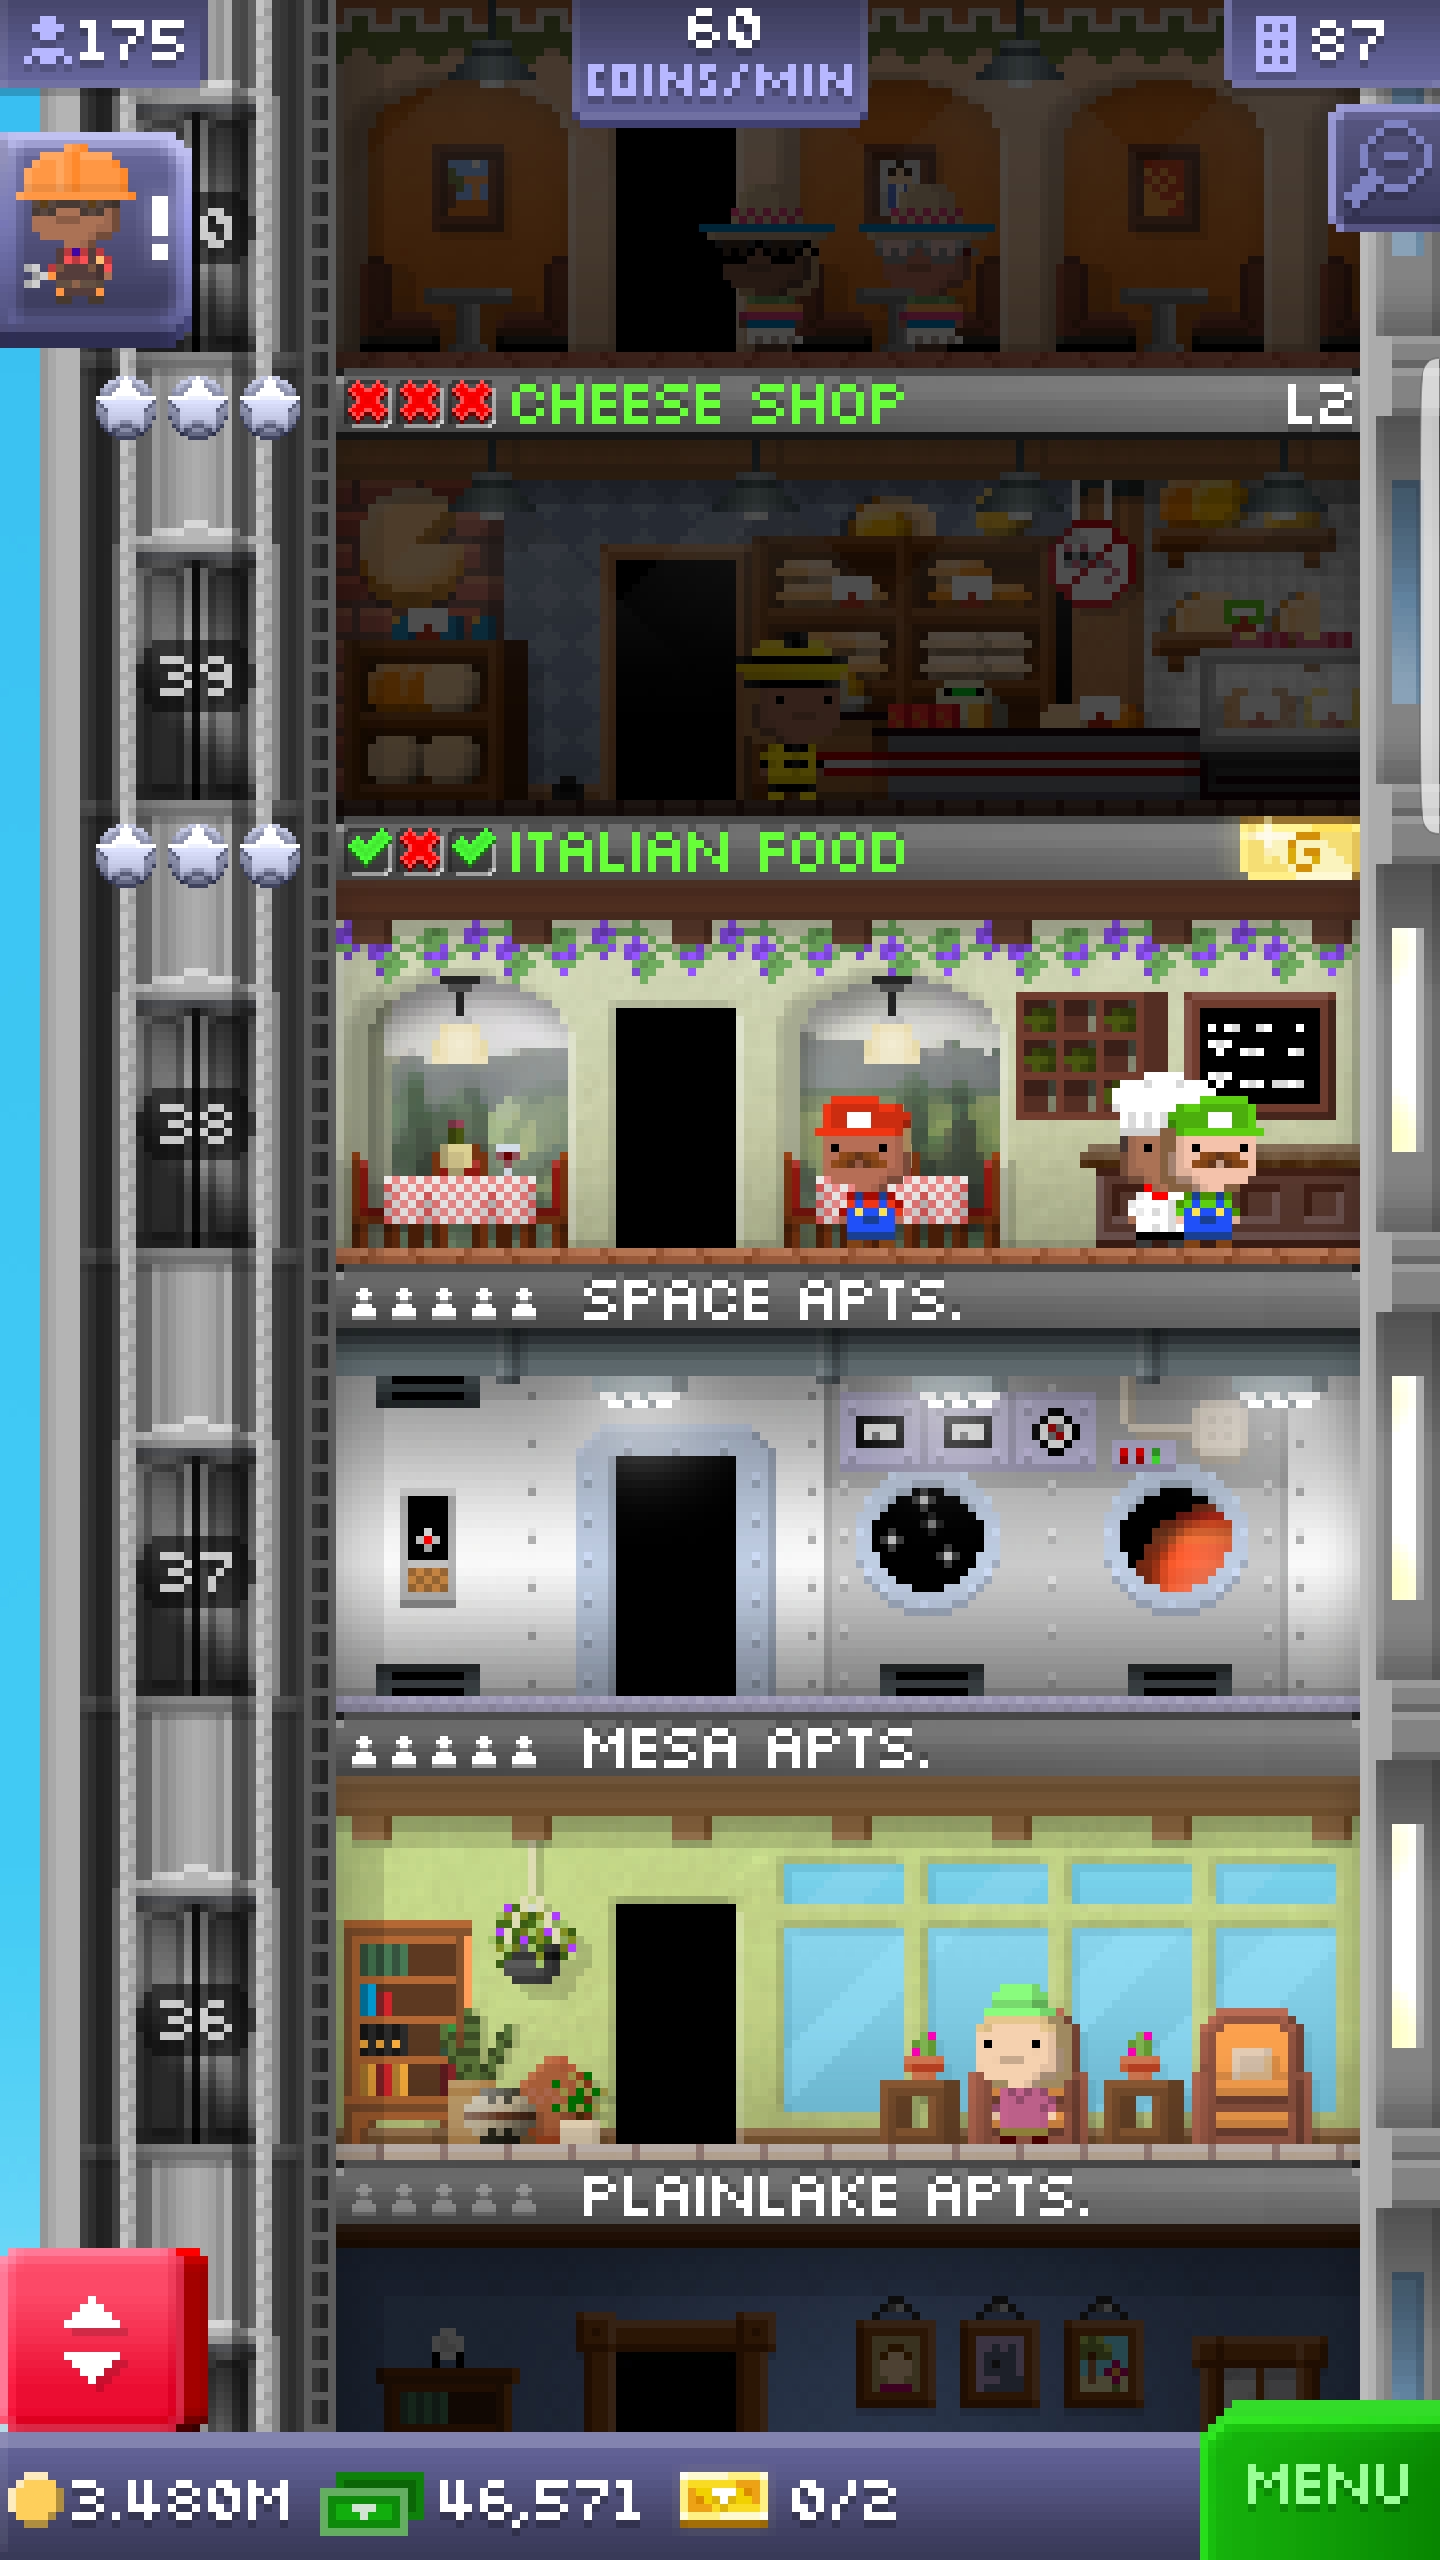 175
60
COINS/MIN
87
!
0
CHEESE SHOP
L2
39
ITALIAN FOOD
G
38
SPACE APTS.
37
MESA APTS.
36
PLAINLAKE APTS.
3.480M
46,571
0/2
MENU